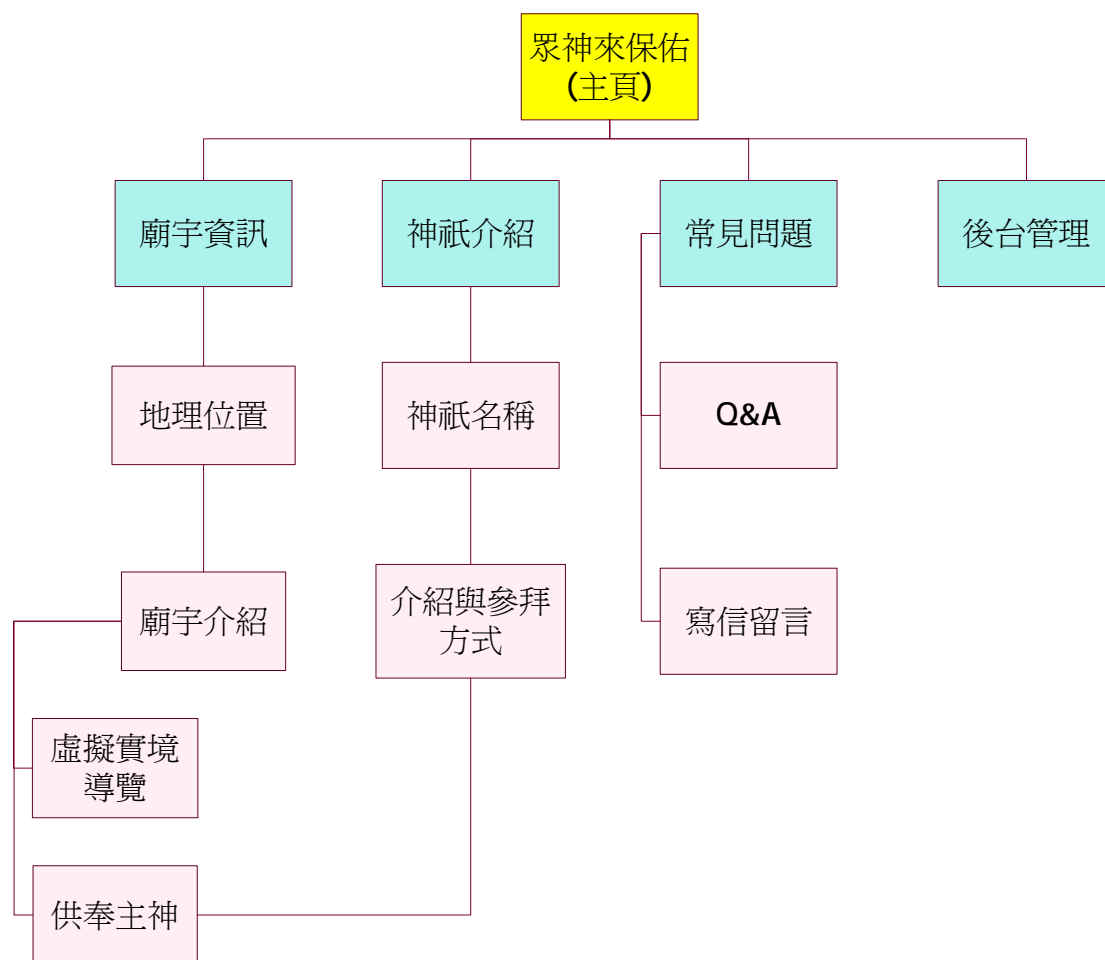 眾神來保佑
(主頁)
廟宇資訊
神祇介紹
常見問題
後台管理
地理位置
神祇名稱
Q&A
廟宇介紹
介紹與參拜
方式
寫信留言
虛擬實境
導覽
供奉主神